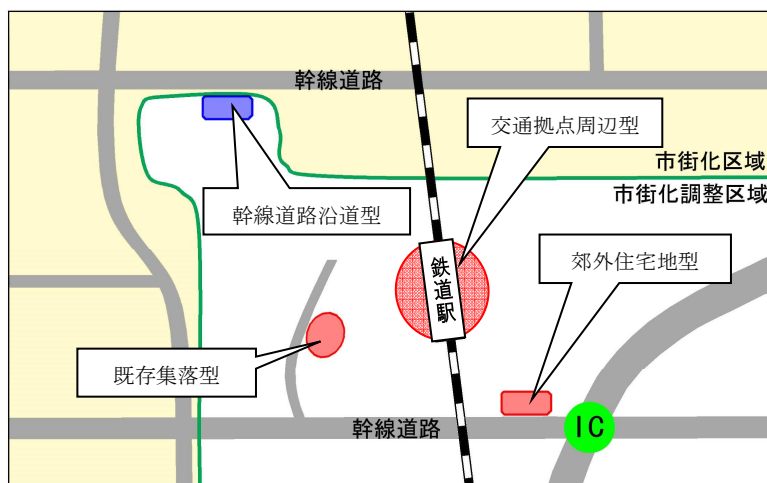 幹線道路
交通拠点周辺型
市街化区域
市街化調整区域
幹線道路沿道型
鉄道駅
郊外住宅地型
既存集落型
幹線道路
IC